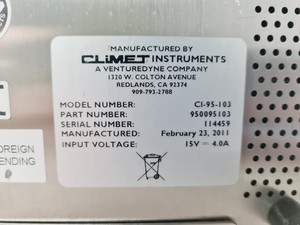 MANUFACTURED BY
CLiMET INSTRUMENTS
A VENTUREDYNE COMPANY
1320 W. COLTON AVENUE
REDLANDS, CA 92374
909-793-2788
MODEL NUMBER: CI-95-103
PART NUMBER: 950095103
SERIAL NUMBER: 114459
MANUFACTURED: February 23, 2011
INPUT VOLTAGE: 15V ⎓ 4.0A
OREIGN
ENDING